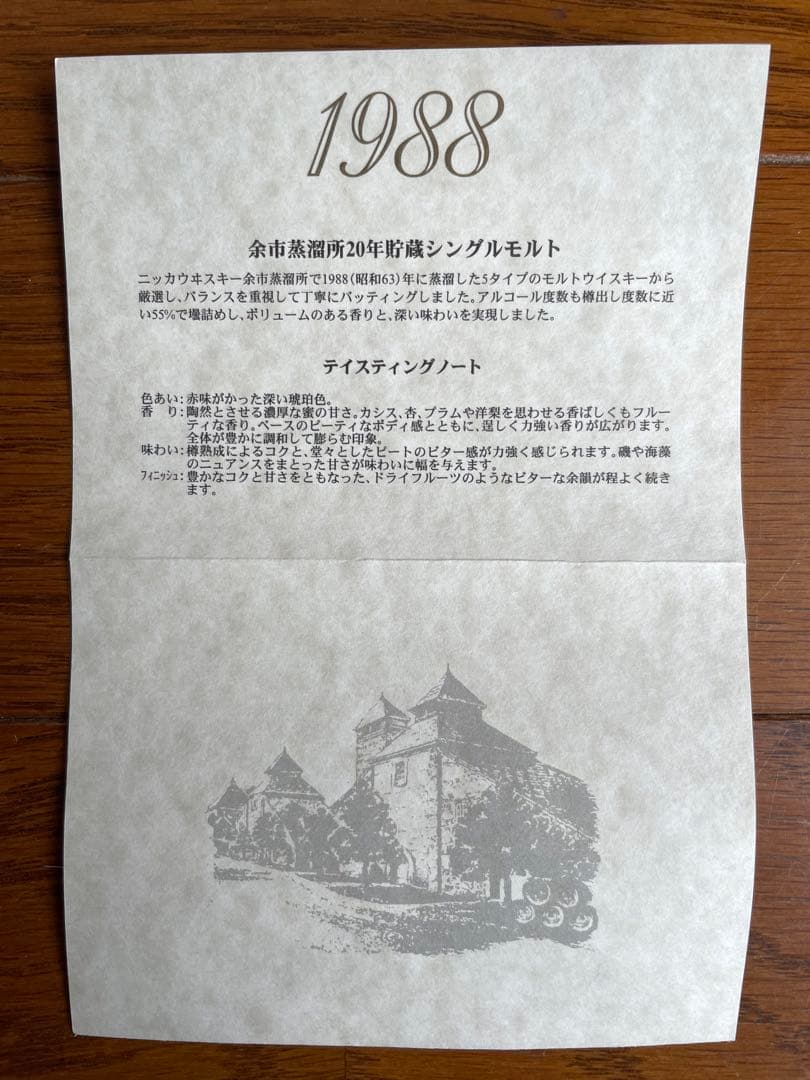 1988
余市蒸溜所20年貯蔵シングルモルト
ニッカウヰスキー余市蒸溜所で1988(昭和63)年に蒸溜した5タイプのモルトウイスキーから
厳選し、バランスを重視して丁寧にバッティングしました。アルコール度数も樽出し度数に近
い55%で壜詰めし、ボリュームのある香りと、深い味わいを実現しました。
テイスティングノート
色あい：赤味がかった深い琥珀色。
香　り：陶然とさせる濃厚な蜜の甘さ。カシス、杏、プラムや洋梨を思わせる香ばしくもフルー
ティな香り。ベースのピーティなボディ感とともに、逞しく力強い香りが広がります。
全体が豊かに調和して膨らむ印象。
味わい：樽熟成によるコクと、堂々としたピートのビター感が力強く感じられます。磯や海藻
のニュアンスをまとった甘さが味わいに幅を与えます。
ﾌｨﾆｯｼｭ：豊かなコクと甘さをともなった、ドライフルーツのようなビターな余韻が程よく続き
ます。